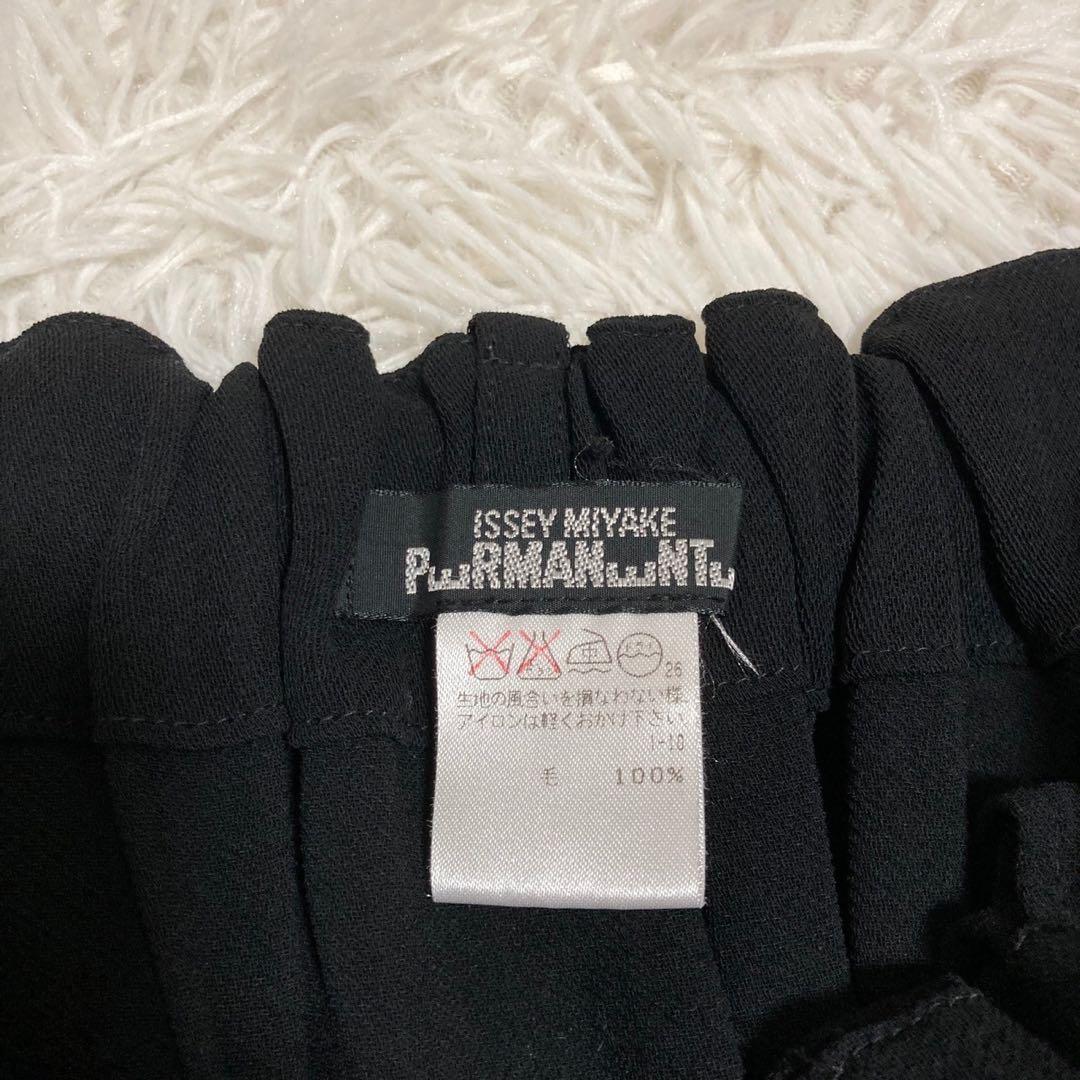 ISSEY MIYAKE
PERMANENTE
26
生地の風合いを損なわない様
アイロンは軽くおかけ下さい
1-10
毛 100%